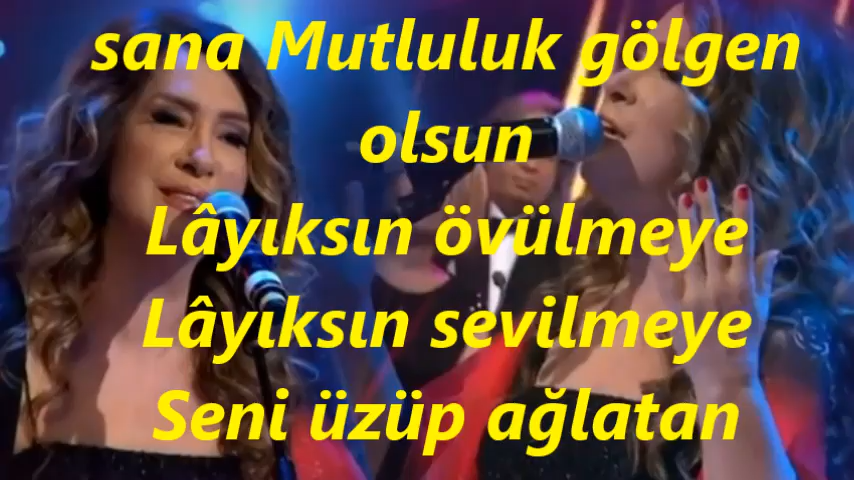 sana Mutluluk gölgen
olsun
Lâyıksın övülmeye
Lâyıksın sevilmeye
Seni üzüp ağlatan